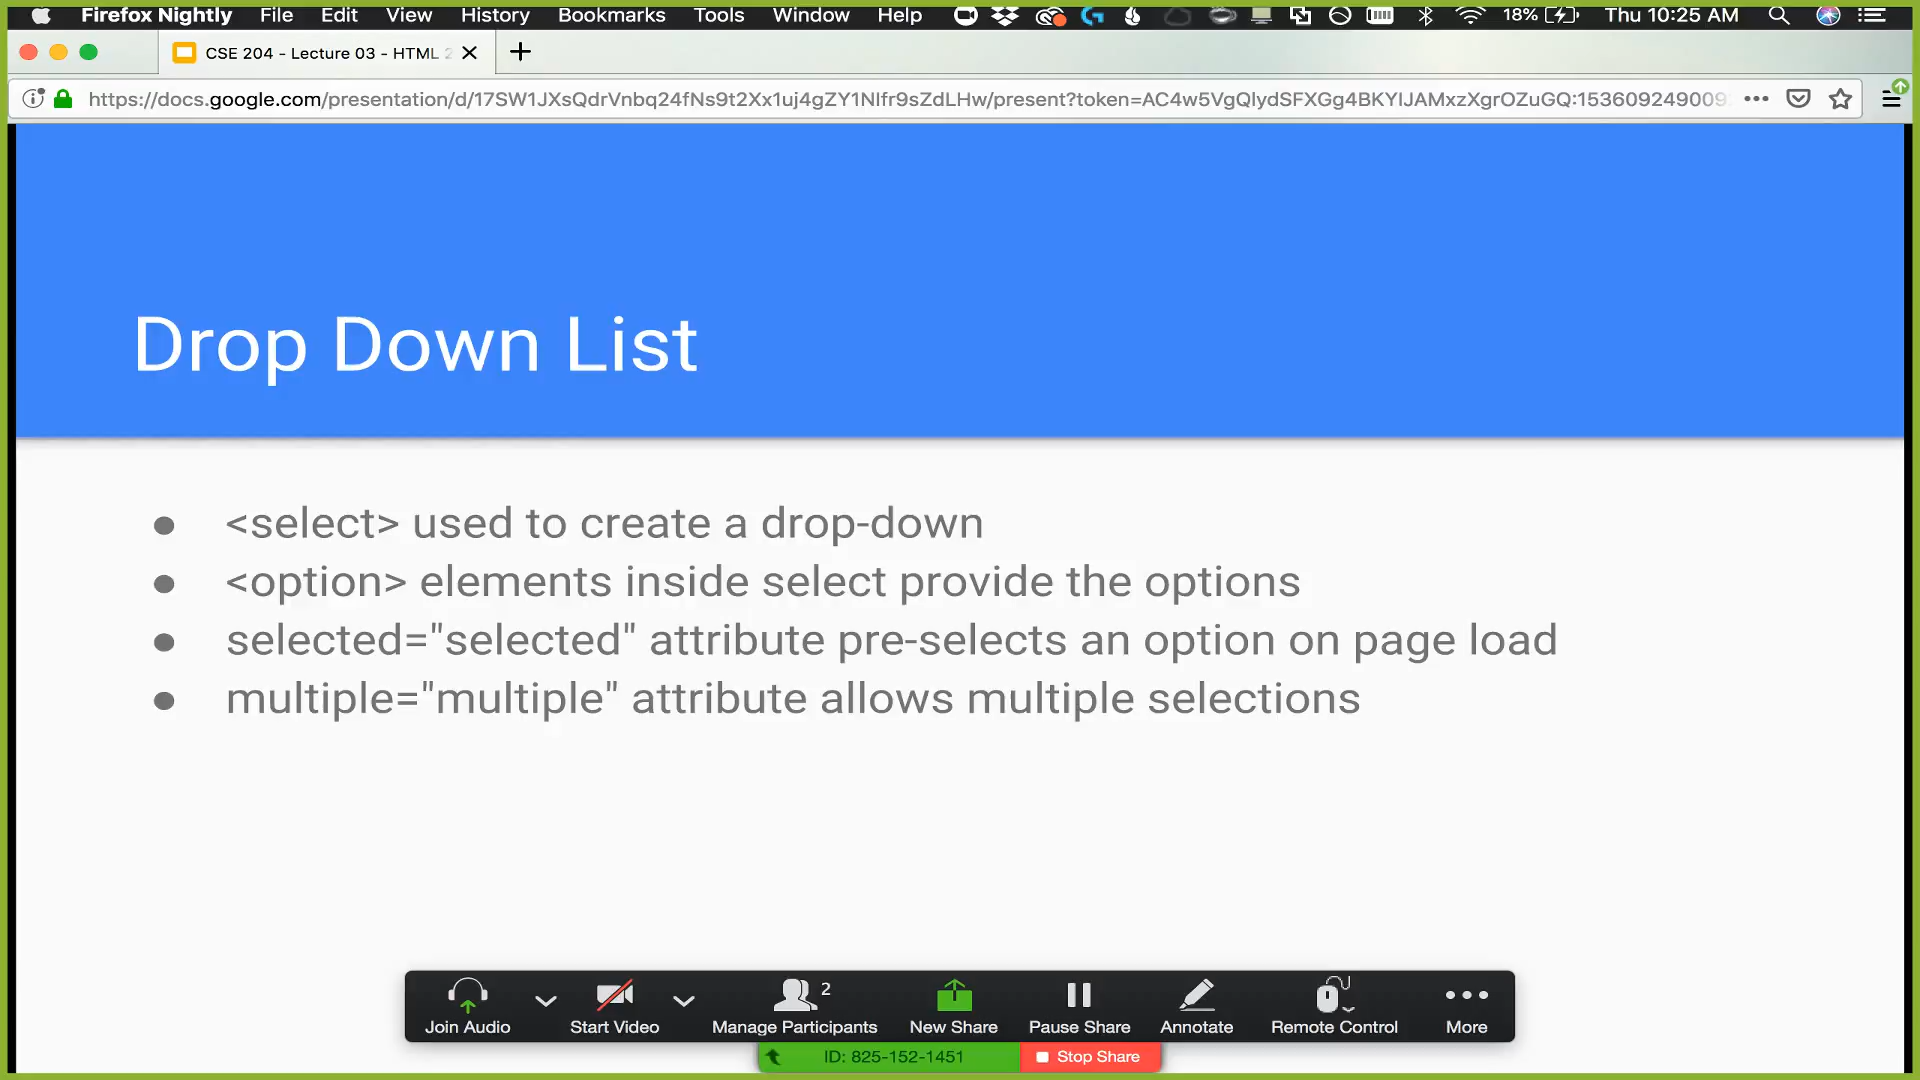 Firefox Nightly File Edit View History Bookmarks Tools Window Help 18% Thu 10:25 AM
CSE 204 - Lecture 03 - HTML
https://docs.google.com/presentation/d/17SW1JXsQdrVnbq24fNs9t2Xx1uj4gZY1NIfr9sZdLHw/present?token=AC4w5VgQlydSFXGg4BKYIJAMxzXgrOZuGQ:153609249009
Drop Down List
● <select> used to create a drop-down
● <option> elements inside select provide the options
● selected="selected" attribute pre-selects an option on page load
● multiple="multiple" attribute allows multiple selections
2
Join Audio Start Video Manage Participants New Share Pause Share Annotate Remote Control More
ID: 825-152-1451 Stop Share